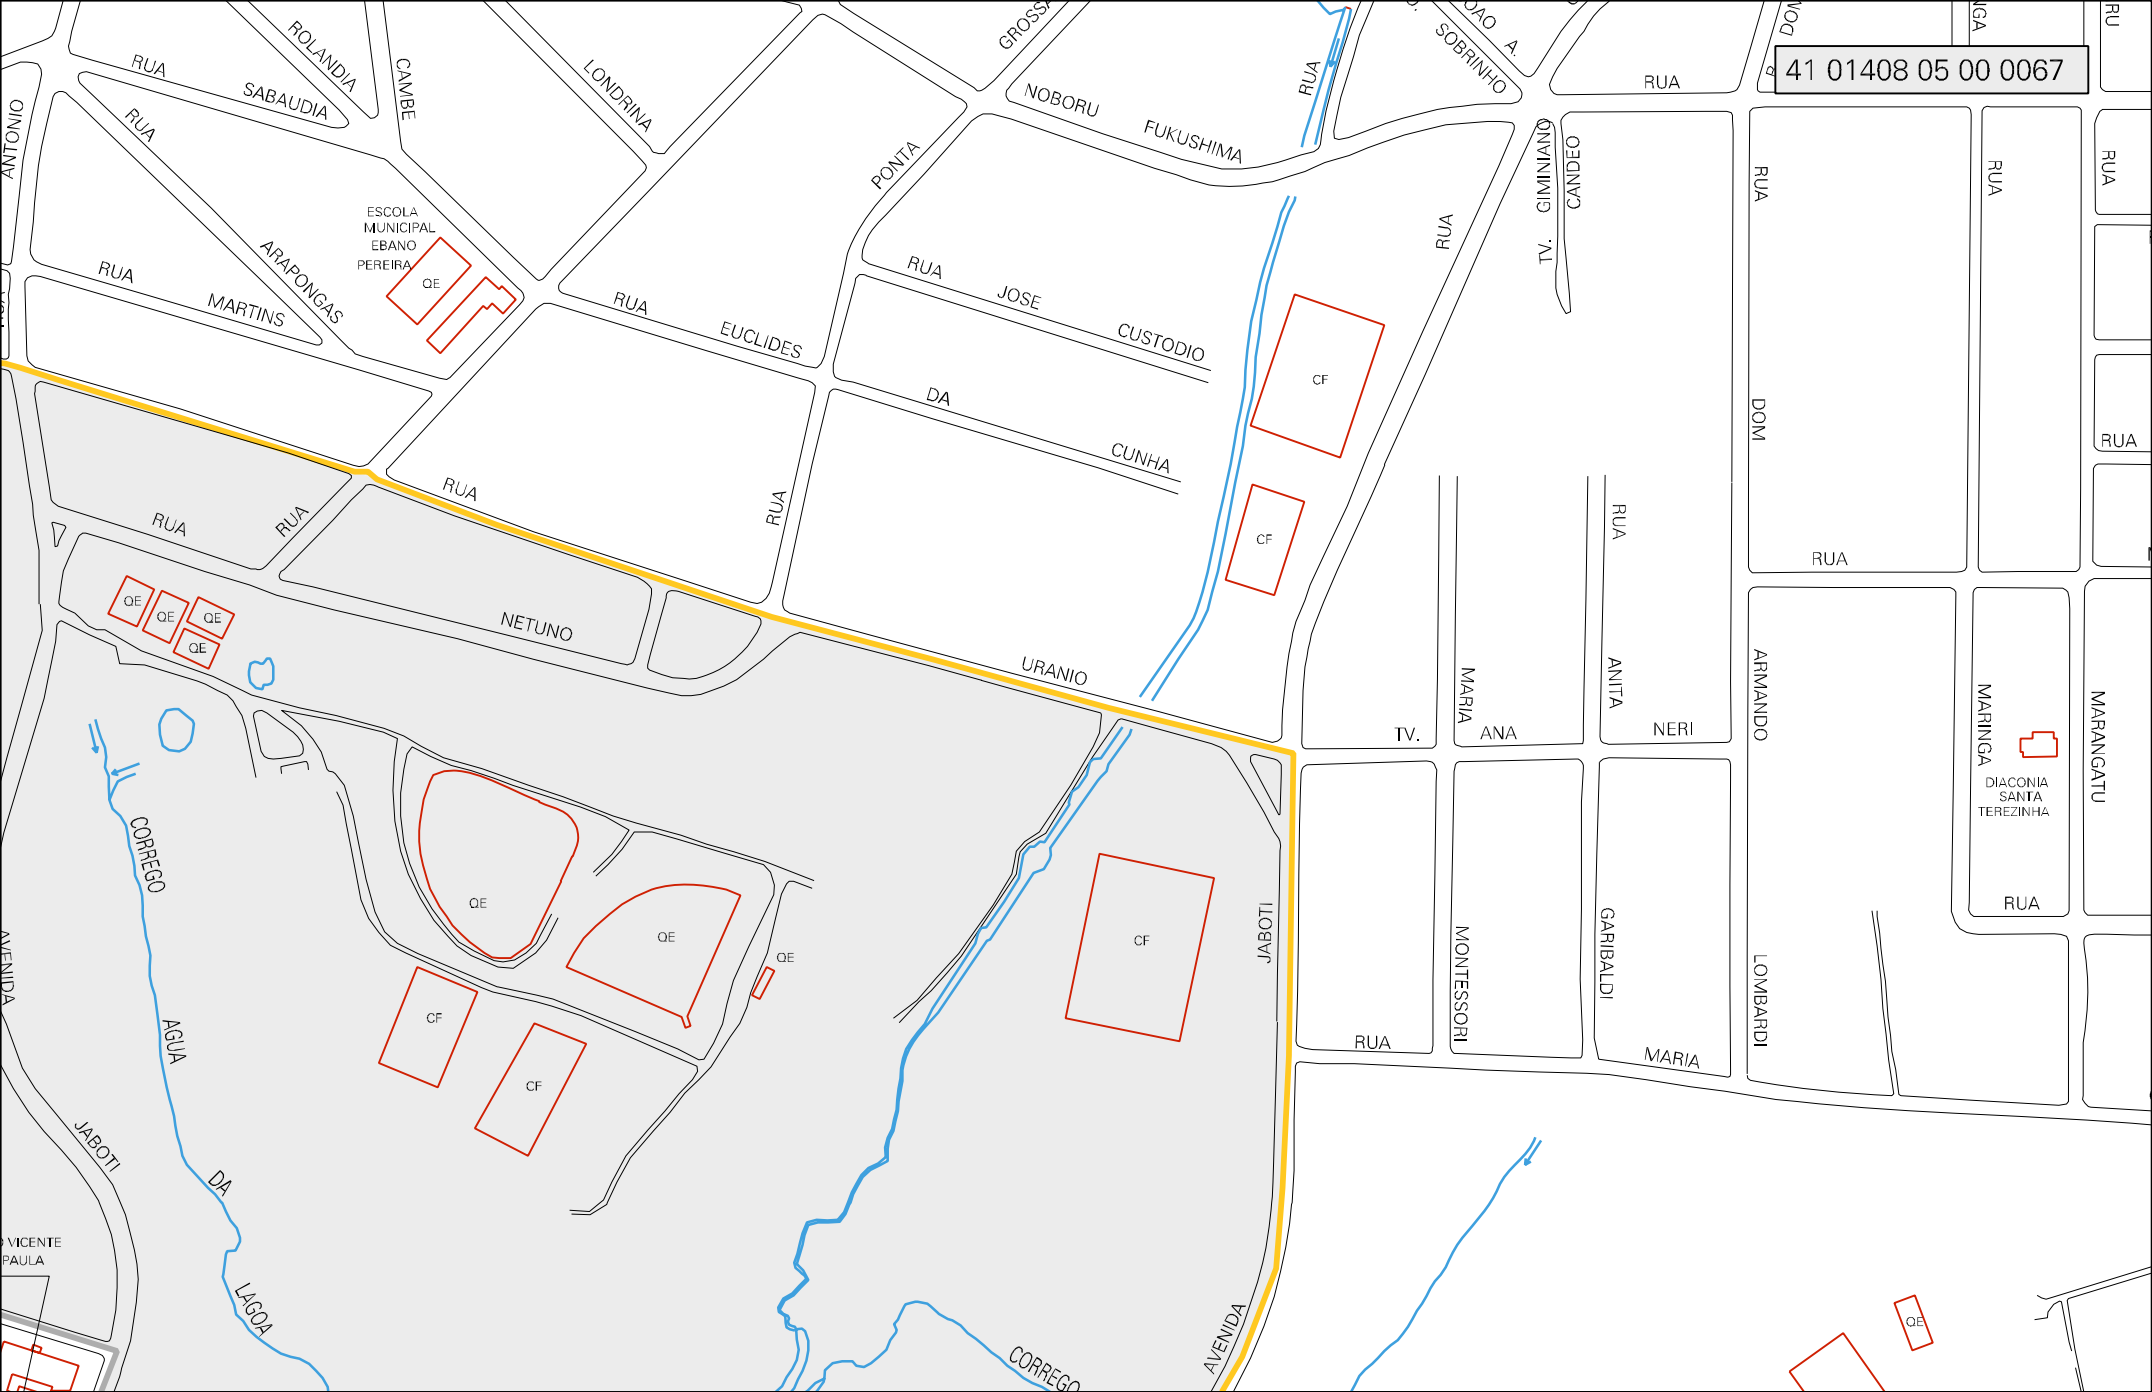 41 01408 05 00 0067
RUA
ROLANDIA
CAMBE
SABAUDIA
LONDRINA
GROSSA
NOBORU
FUKUSHIMA
RUA
JOAO A.
SOBRINHO
RUA
ANTONINO
RUA
ARAPONGAS
PONTA
ESCOLA
MUNICIPAL
EBANO
PEREIRA
QE
RUA
MARTINS
RUA
EUCLIDES
DA
CUNHA
RUA
JOSE
CUSTODIO
CF
CF
RUA
TV. GIMINIANO
CANDEO
RUA
DOM
ARMANDO
LOMBARDI
RUA
MARINGA
RUA
MARANGATU
RUA
RUA
RUA
URANIO
RUA
RUA
NETUNO
RUA
QE
QE
QE
QE
RUA
ANITA
GARIBALDI
MARIA
MONTESSORI
TV.
ANA
NERI
DIACONIA
SANTA
TEREZINHA
RUA
CORREGO
AGUA
DA
LAGOA
QE
QE
QE
CF
CF
CF
JABOTI
AVENIDA
AVENIDA
JABOTI
RUA
MARIA
VICENTE
PAULA
CORREGO
QE